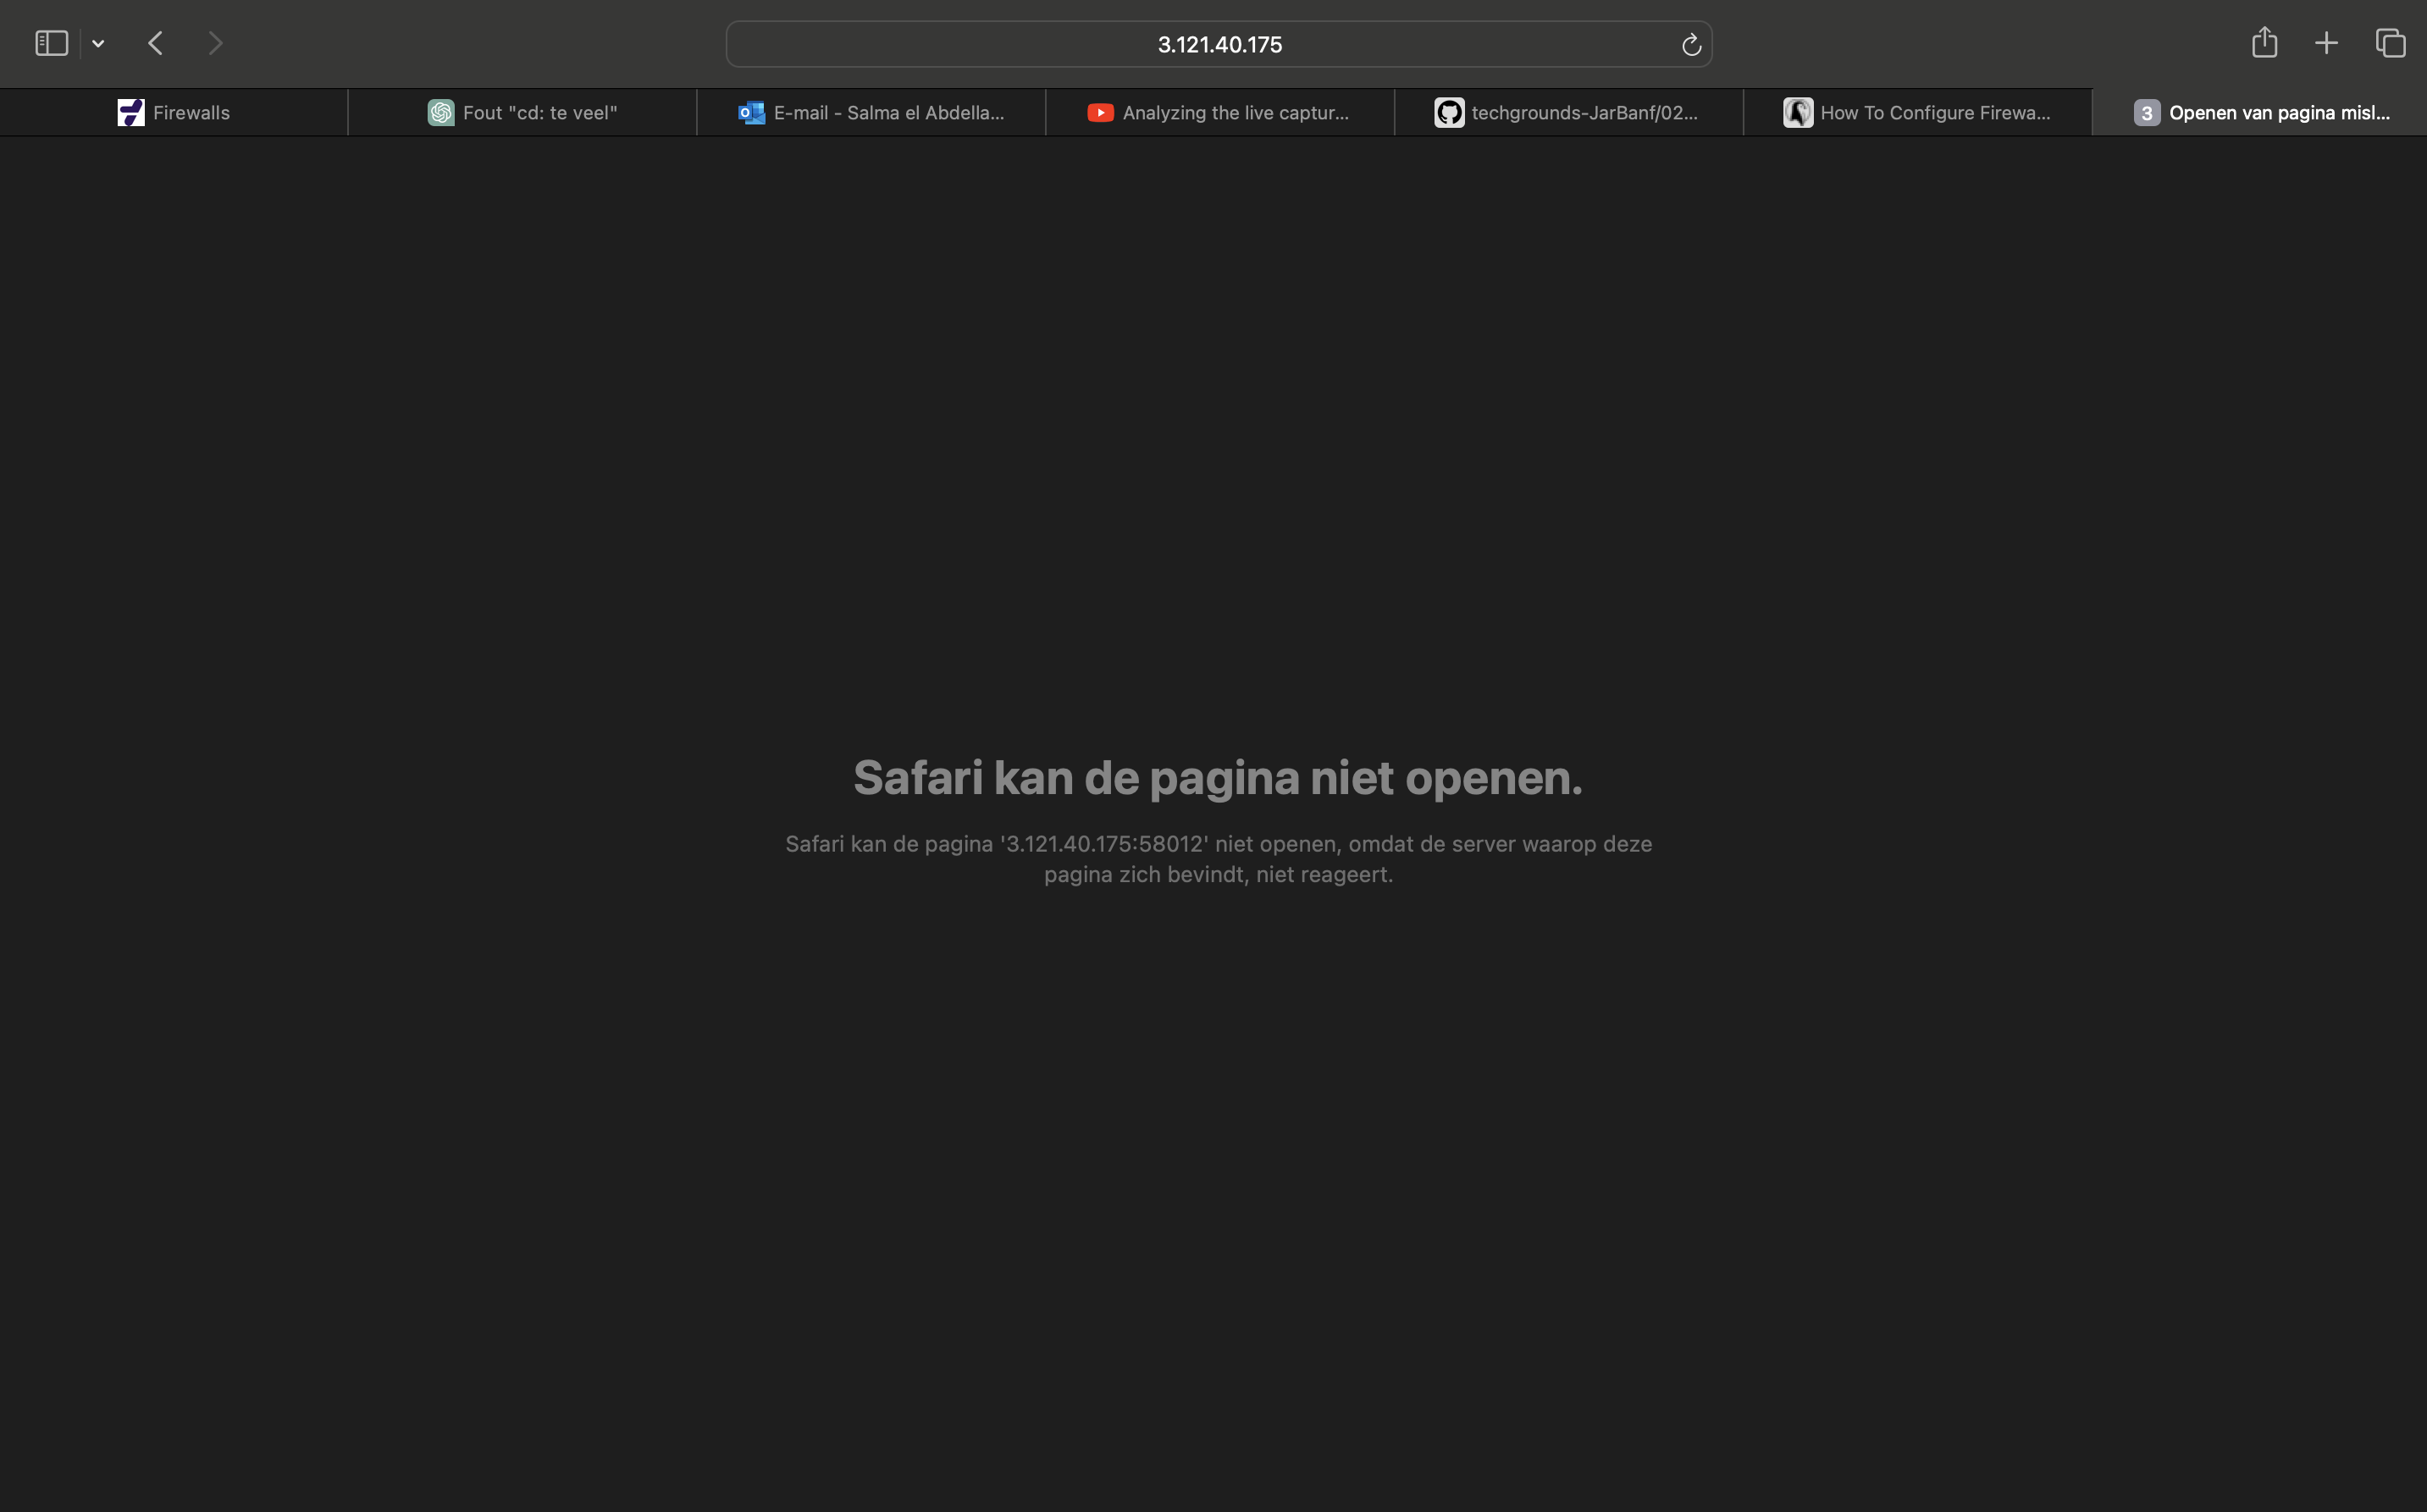 3.121.40.175
Firewalls
Fout "cd: te veel"
E-mail - Salma el Abdella...
Analyzing the live captur...
techgrounds-JarBanf/02...
How To Configure Firewa...
3 Openen van pagina misl...
Safari kan de pagina niet openen.
Safari kan de pagina '3.121.40.175:58012' niet openen, omdat de server waarop deze
pagina zich bevindt, niet reageert.